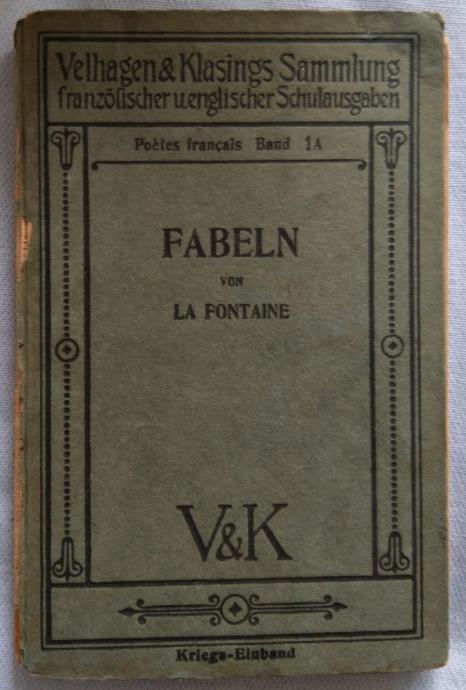 Velhagen & Klasings Sammlung
französischer u. englischer Schulausgaben
Poètes français Band 1A
FABELN
VON
LA FONTAINE
V&K
Kriegs-Einband